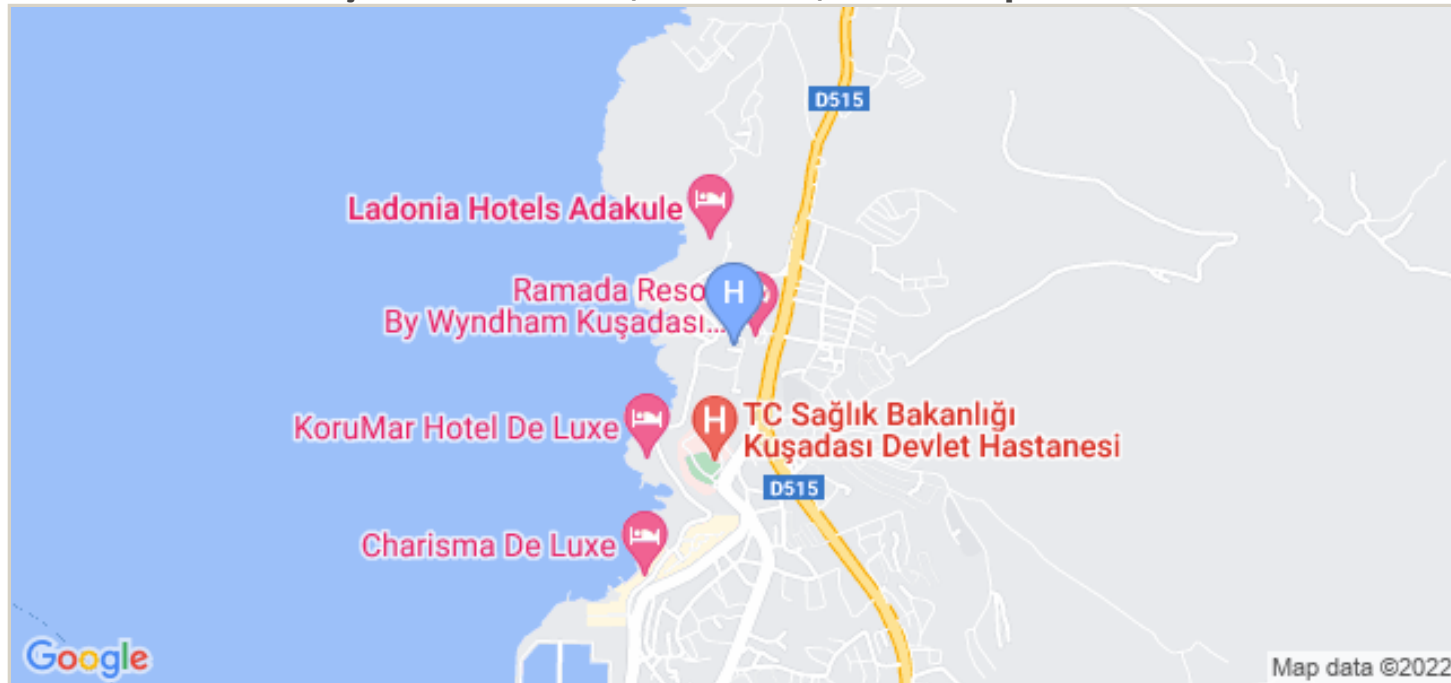 D515
Ladonia Hotels Adakule
Ramada Reso
H
By Wyndham Kuşadası...
KoruMar Hotel De Luxe
H
TC Sağlık Bakanlığı
Kuşadası Devlet Hastanesi
D515
Charisma De Luxe
Google
Map data ©2022